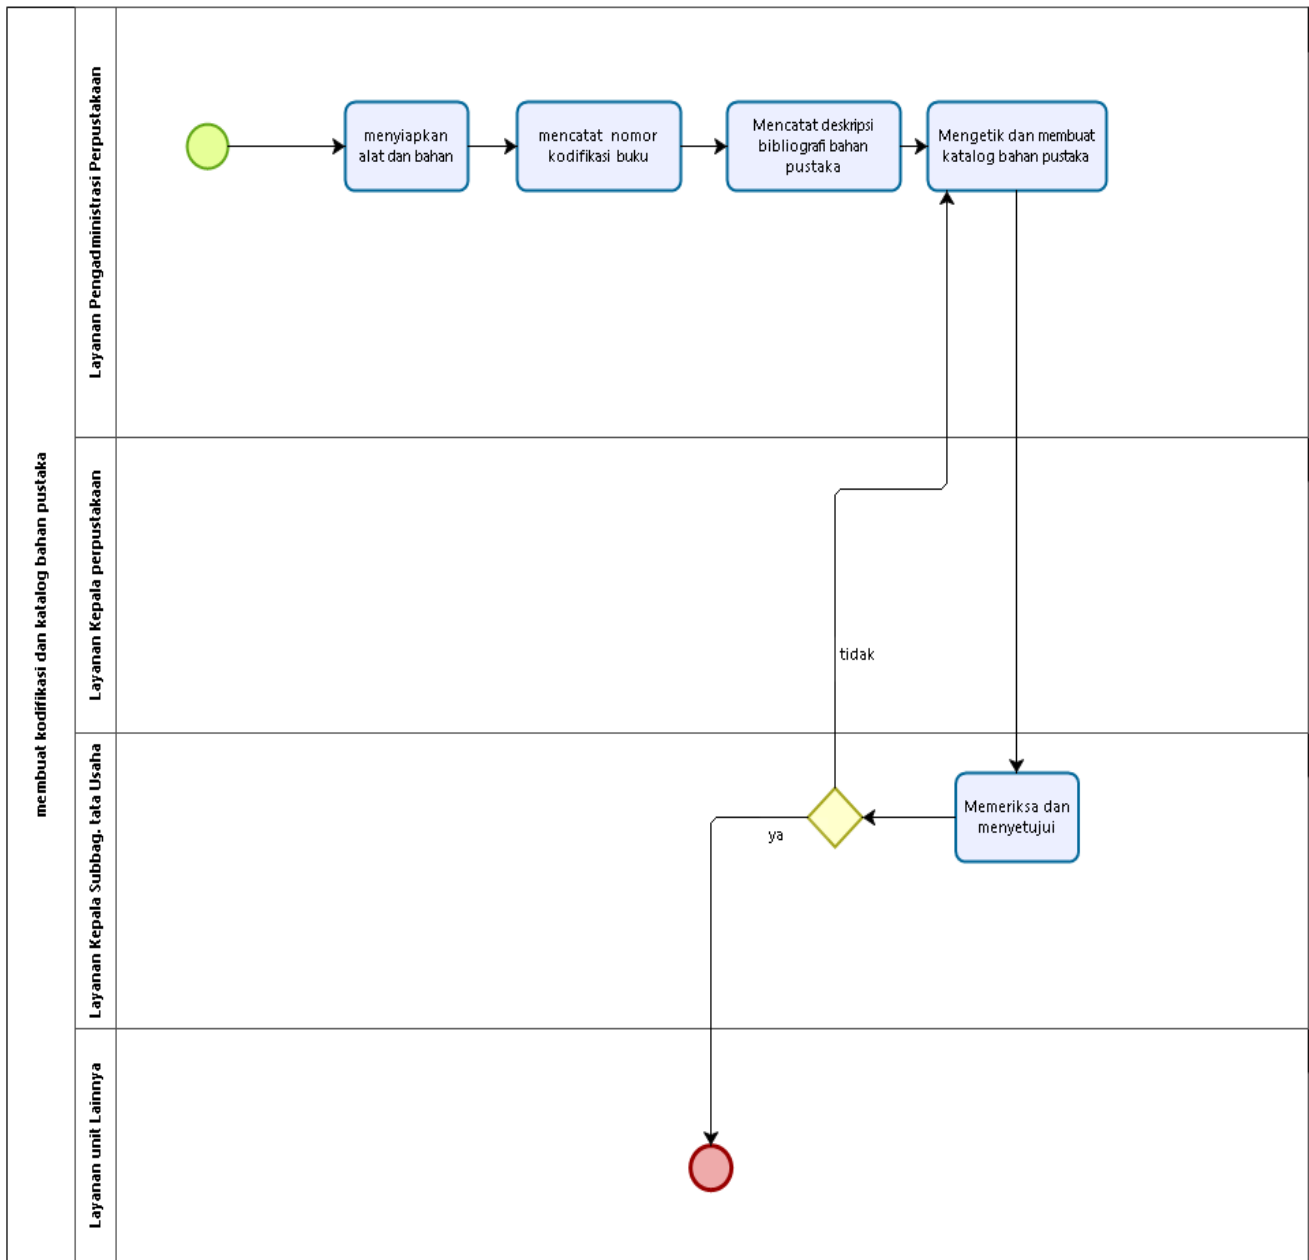 membuat kodifikasi dan katalog bahan pustaka
Layanan Pengadministrasi Perpustakaan
menyiapkan
alat dan bahan
mencatat nomor
kodifikasi buku
Mencatat deskripsi
bibliografi bahan
pustaka
Mengetik dan membuat
katalog bahan pustaka
Layanan Kepala perpustakaan
tidak
Layanan Kepala Subbag. tata Usaha
ya
Memeriksa dan
menyetujui
Layanan unit Lainnya